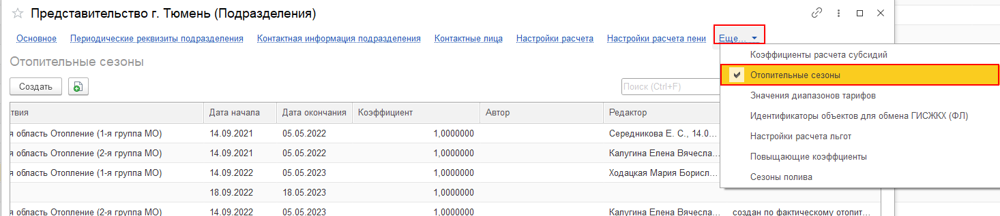 Представительство г. Тюмень (Подразделения)
Основное Периодические реквизиты подразделения Контактная информация подразделения Контактные лица Настройки расчета Настройки расчета пени Еще...
Отопительные сезоны
Коэффициенты расчета субсидий
Отопительные сезоны
Значения диапазонов тарифов
Идентификаторы объектов для обмена ГИСЖКХ (ФЛ)
Настройки расчета льгот
Повыщающие коэффциенты
Сезоны полива
Создать Поиск (Ctrl+F)
твия Дата начала Дата окончания Коэффициент Автор Редактор
я область Отопление (1-я группа МО) 14.09.2021 05.05.2022 1,0000000 Середникова Е. С., 14.0...
я область Отопление (2-я группа МО) 14.09.2021 05.05.2022 1,0000000 Калугина Елена Вячесла...
я область Отопление (1-я группа МО) 14.09.2022 05.05.2023 1,0000000 Ходацкая Мария Борисл...
18.09.2022 18.05.2023 1,0000000
я область Отопление (2-я группа МО) 14.09.2022 05.05.2023 1,0000000 Калугина Елена Вячесла... создан по фактическому отопит...